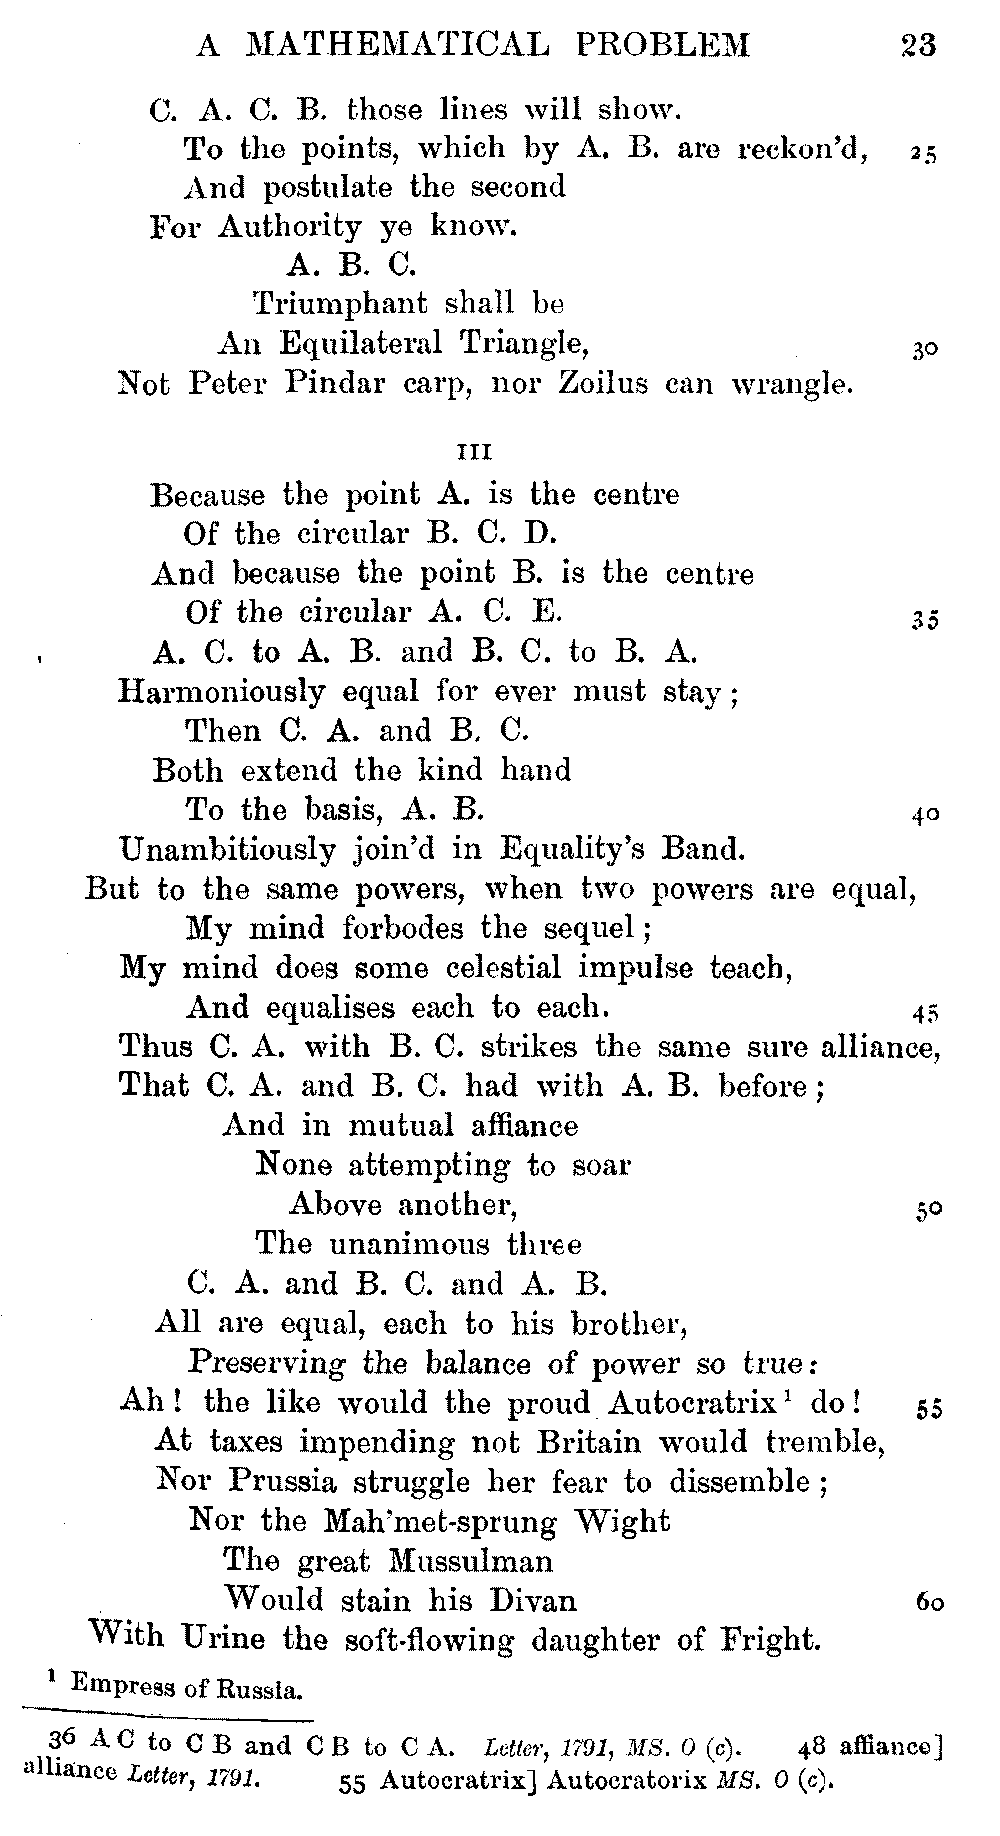 A MATHEMATICAL PROBLEM 23
C. A. C. B. those lines will show.
To the points, which by A. B. are reckon'd, 25
And postulate the second
For Authority ye know.
A. B. C.
Triumphant shall be
An Equilateral Triangle, 30
Not Peter Pindar carp, nor Zoilus can wrangle.
III
Because the point A. is the centre
Of the circular B. C. D.
And because the point B. is the centre
Of the circular A. C. E. 35
A. C. to A. B. and B. C. to B. A.
Harmoniously equal for ever must stay;
Then C. A. and B. C.
Both extend the kind hand
To the basis, A. B. 40
Unambitiously join'd in Equality's Band.
But to the same powers, when two powers are equal,
My mind forbodes the sequel;
My mind does some celestial impulse teach,
And equalises each to each. 45
Thus C. A. with B. C. strikes the same sure alliance,
That C. A. and B. C. had with A. B. before;
And in mutual affiance
None attempting to soar
Above another, 50
The unanimous three
C. A. and B. C. and A. B.
All are equal, each to his brother,
Preserving the balance of power so true:
Ah! the like would the proud Autocratrix¹ do! 55
At taxes impending not Britain would tremble,
Nor Prussia struggle her fear to dissemble;
Nor the Mah'met-sprung Wight
The great Mussulman
Would stain his Divan 60
With Urine the soft-flowing daughter of Fright.
¹ Empress of Russia.
36 A C to C B and C B to C A. Letter, 1791, MS. O (c). 48 affiance]
alliance Letter, 1791. 55 Autocratrix] Autocratorix MS. O (c).